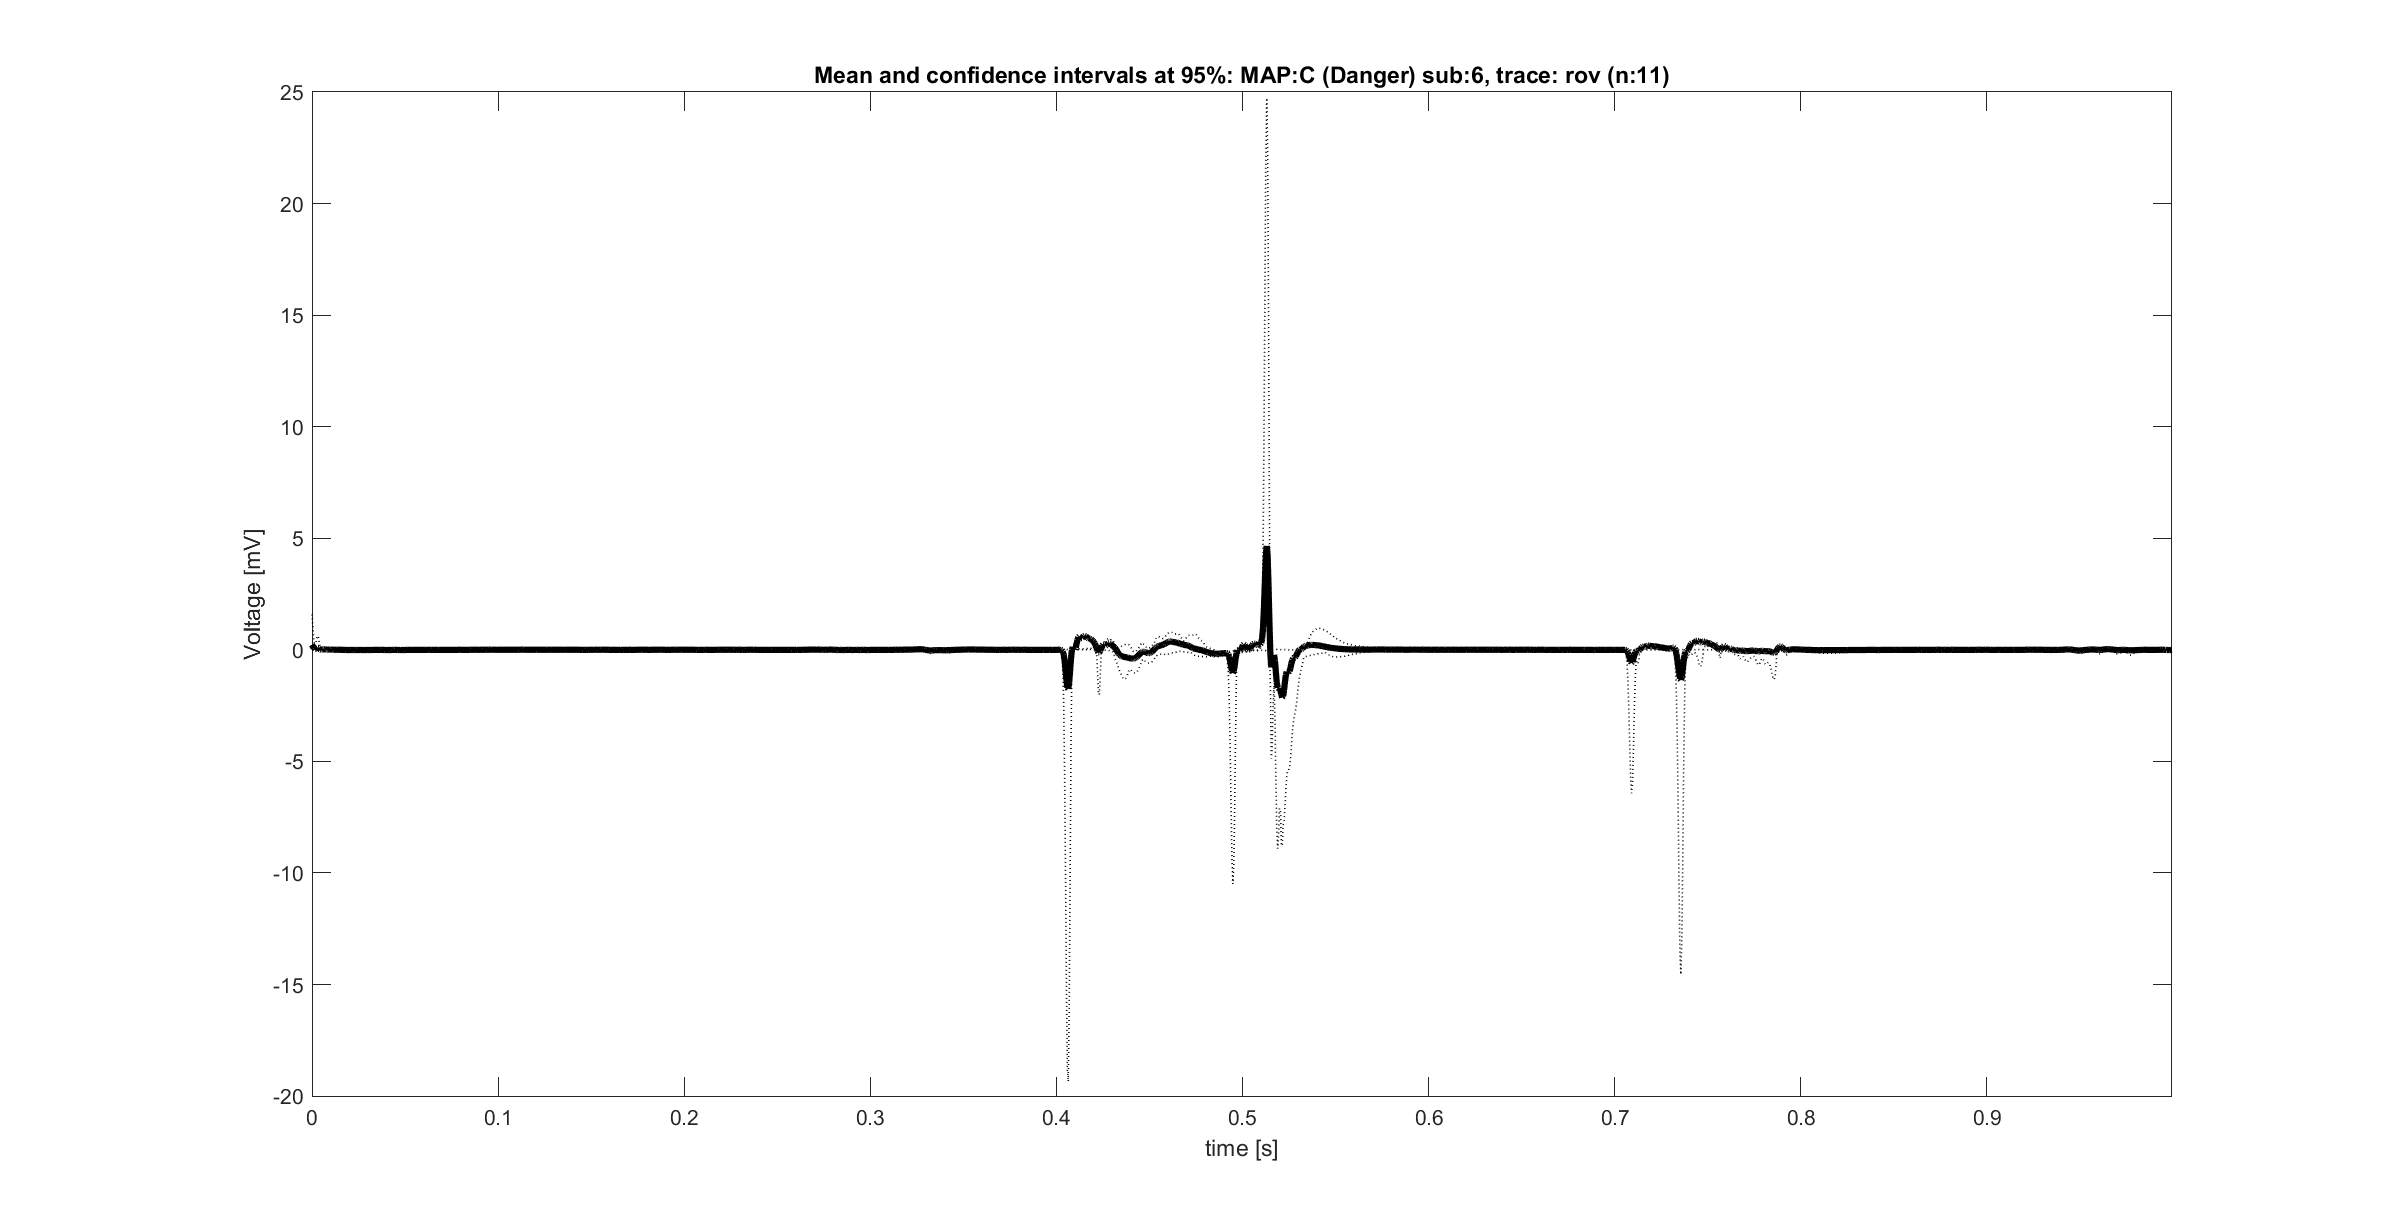 Mean and confidence intervals at 95%: MAP:C (Danger) sub:6, trace: rov (n:11)
25
20
15
10
5
0
-5
-10
-15
-20
Voltage [mV]
0 0.1 0.2 0.3 0.4 0.5 0.6 0.7 0.8 0.9
time [s]